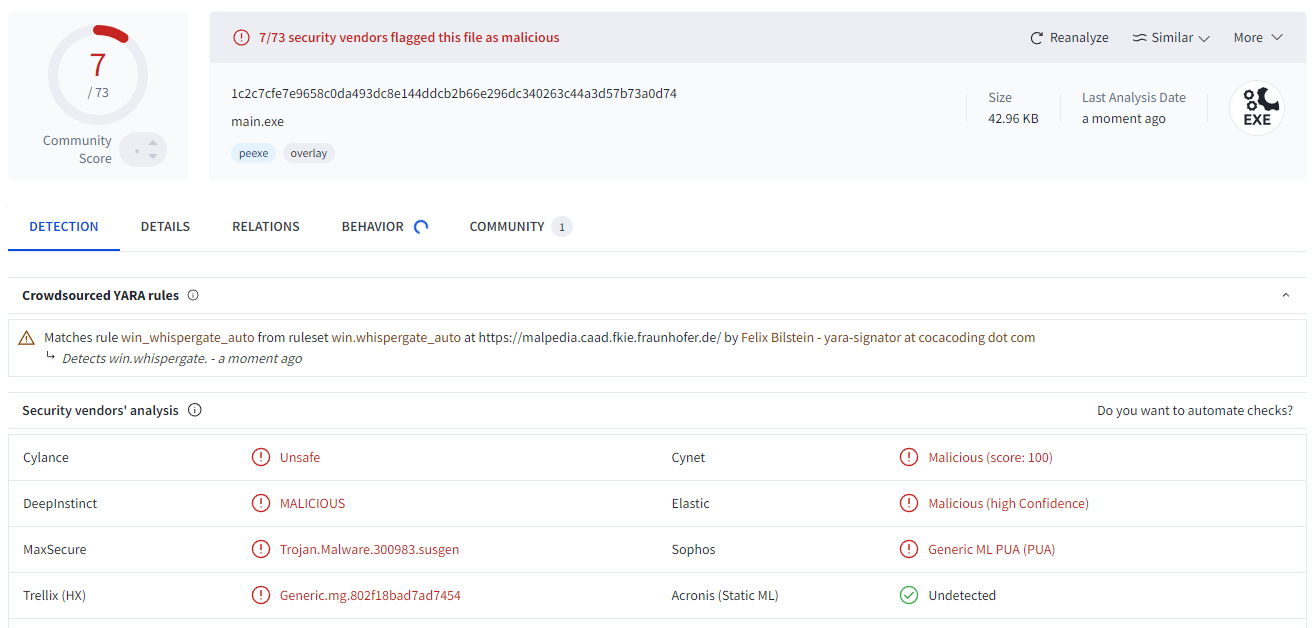 7
/ 73
Community
Score
7/73 security vendors flagged this file as malicious
Reanalyze
Similar
More
1c2c7cfe7e9658c0da493dc8e144ddcb2b66e296dc340263c44a3d57b73a0d74
main.exe
peexe
overlay
Size
42.96 KB
Last Analysis Date
a moment ago
EXE
DETECTION
DETAILS
RELATIONS
BEHAVIOR
COMMUNITY
1
Crowdsourced YARA rules
Matches rule win_whispergate_auto from ruleset win.whispergate_auto at https://malpedia.caad.fkie.fraunhofer.de/ by Felix Bilstein - yara-signator at cocacoding dot com
Detects win.whispergate. - a moment ago
Security vendors' analysis
Do you want to automate checks?
Cylance
Unsafe
Cynet
Malicious (score: 100)
DeepInstinct
MALICIOUS
Elastic
Malicious (high Confidence)
MaxSecure
Trojan.Malware.300983.susgen
Sophos
Generic ML PUA (PUA)
Trellix (HX)
Generic.mg.802f18bad7ad7454
Acronis (Static ML)
Undetected